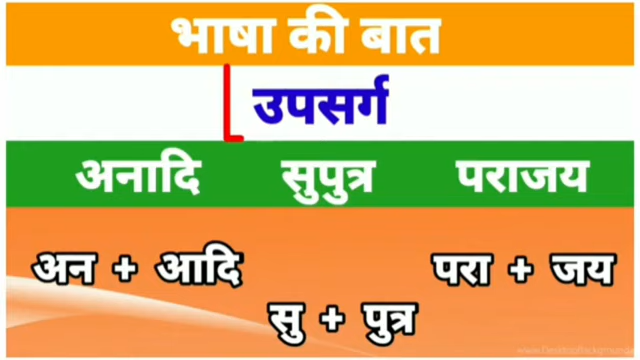 भाषा की बात
उपसर्ग
अनादि सुपुत्र पराजय
अन + आदि परा + जय
सु + पुत्र